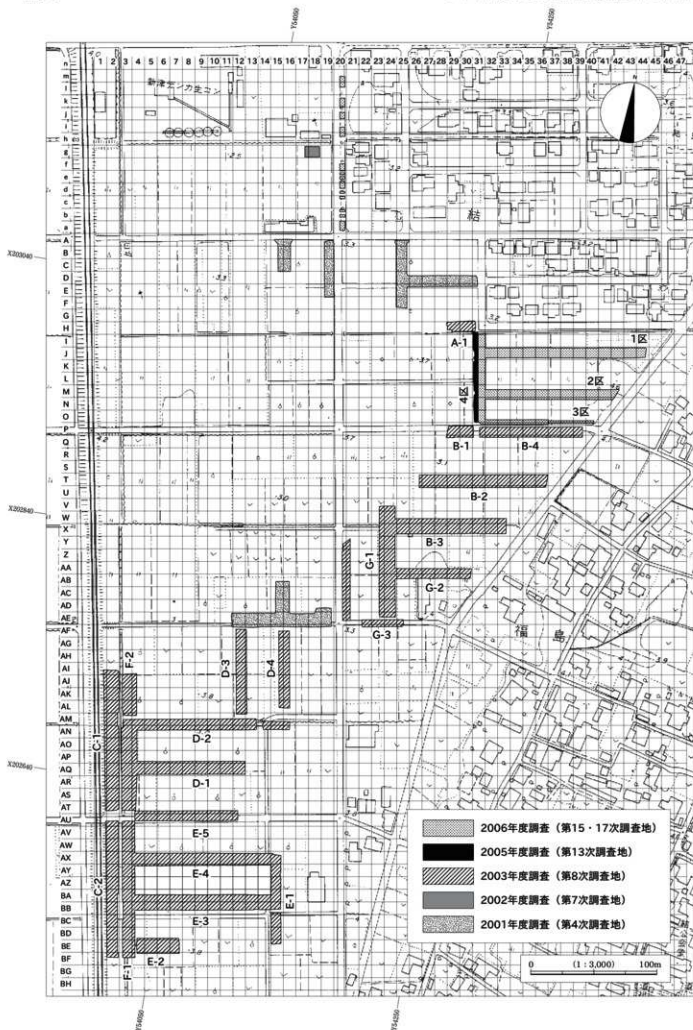 Y54050
Y54250
1 2 3 4 5 6 7 8 9 10 11 12 13 14 15 16 17 18 19 20 21 22 23 24 25 26 27 28 29 30 31 32 33 34 35 36 37 38 39 40 41 42 43 44 45 46 47
n
m
l
k
j
i
h
g
f
e
d
c
b
a
A
B
C
D
E
F
G
H
I
J
K
L
M
N
O
P
Q
R
S
T
U
V
W
X
Y
Z
AA
AB
AC
AD
AE
AF
AG
AH
AI
AJ
AK
AL
AM
AN
AO
AP
AQ
AR
AS
AT
AU
AV
AW
AX
AY
AZ
BA
BB
BC
BD
BE
BF
BG
BH
N
結
X203040
A-1
1区
2区
3区
4区
B-1
B-4
B-2
X202840
B-3
G-1
G-2
G-3
福島
F-2
D-3
D-4
C-1
D-2
X202640
D-1
E-5
E-4
C-2
E-1
E-3
E-2
F-1
2006年度調査（第15・17次調査地）
2005年度調査（第13次調査地）
2003年度調査（第8次調査地）
2002年度調査（第7次調査地）
2001年度調査（第4次調査地）
0 （1：3,000） 100m
Y54050
Y54250